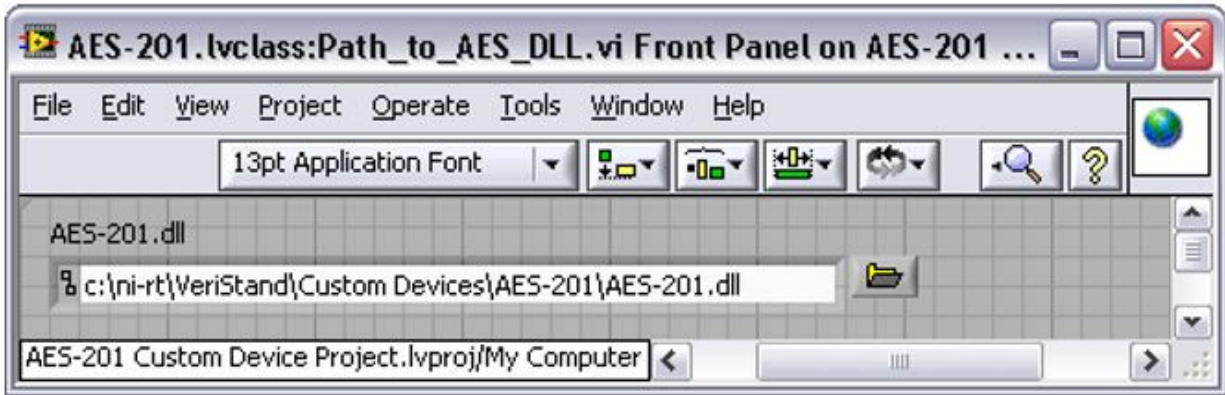 AES-201.lvclass:Path_to_AES_DLL.vi Front Panel on AES-201 ...
File Edit View Project Operate Tools Window Help
13pt Application Font
AES-201.dll
c:\ni-rt\VeriStand\Custom Devices\AES-201\AES-201.dll
AES-201 Custom Device Project.lvproj/My Computer